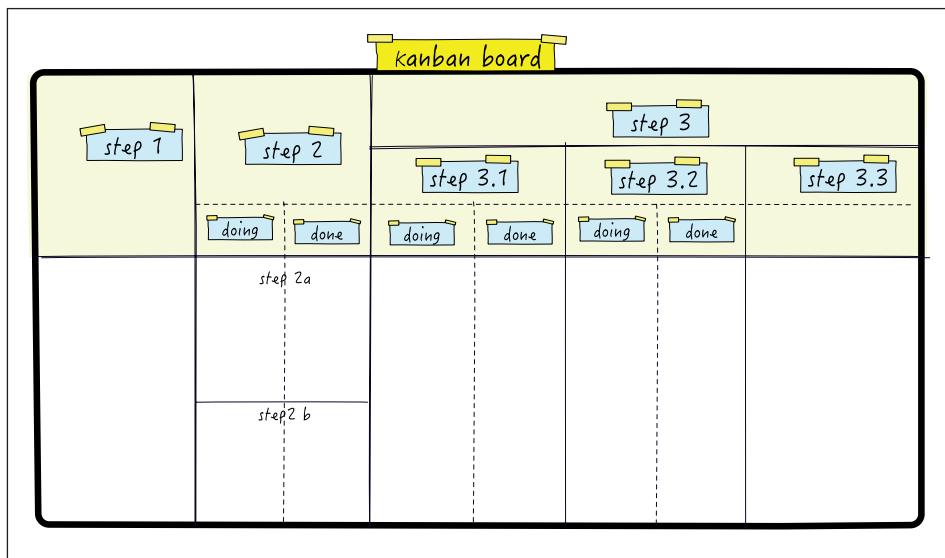 kanban board
step 1
step 2
step 3
step 3.1
step 3.2
step 3.3
doing
done
doing
done
doing
done
step 2a
step2 b